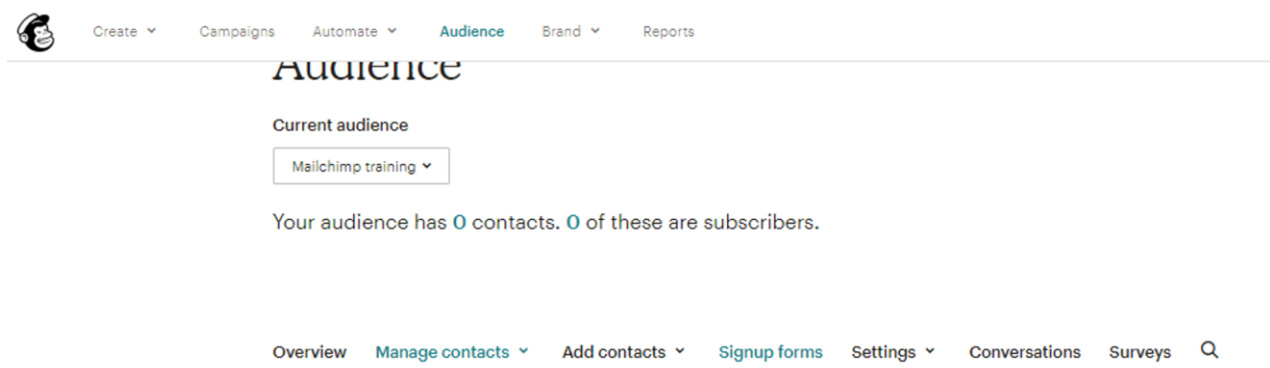 Create Campaigns Automate Audience Brand Reports
Audience
Current audience
Mailchimp training
Your audience has 0 contacts. 0 of these are subscribers.
Overview Manage contacts Add contacts Signup forms Settings Conversations Surveys